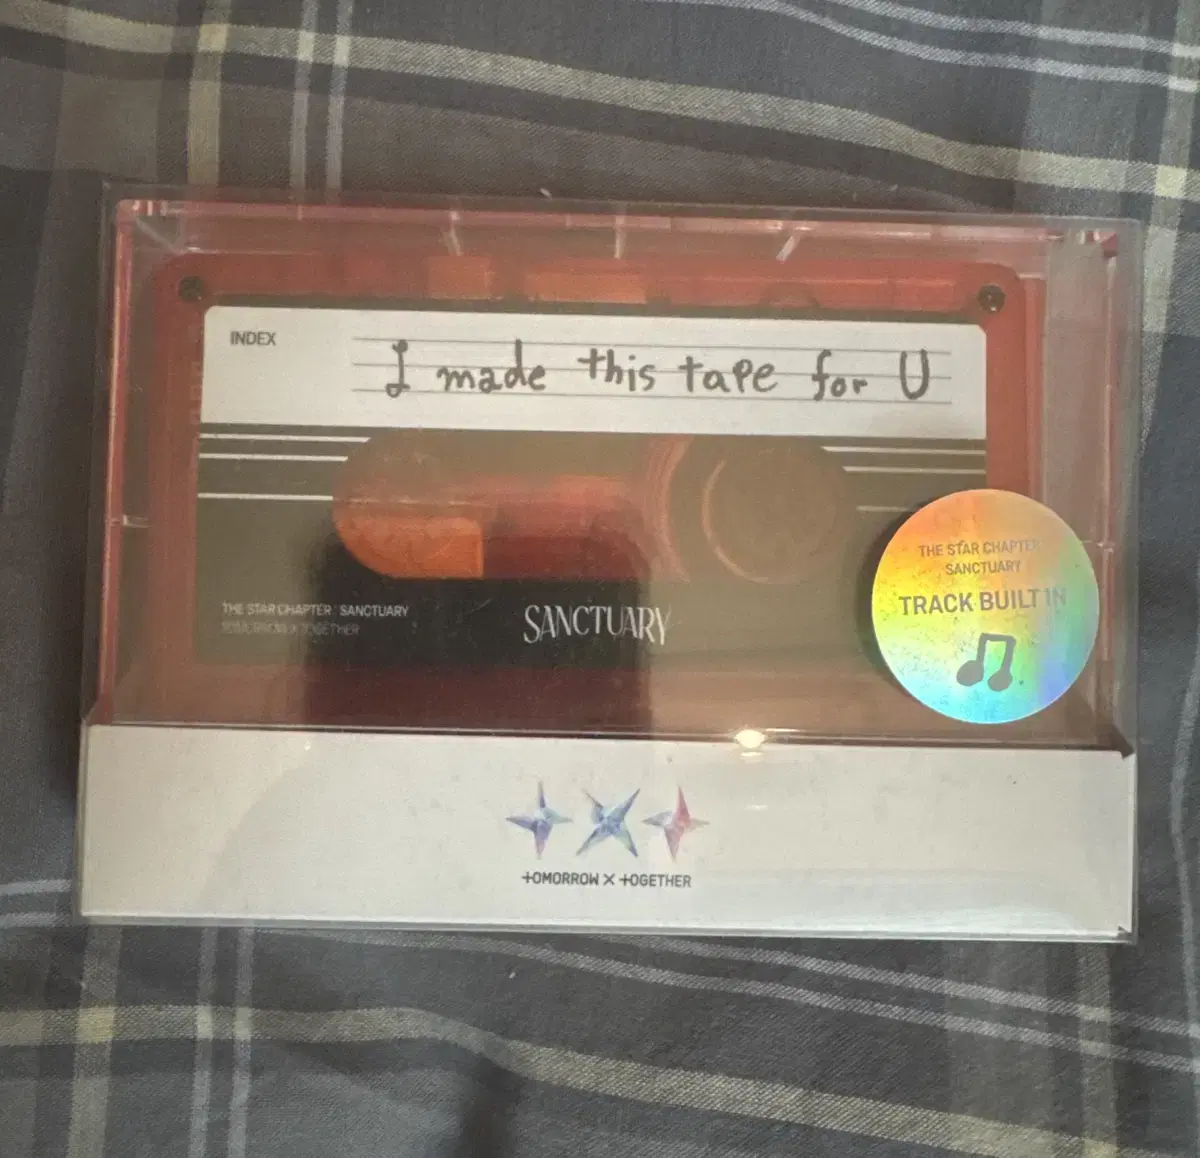 INDEX
I made this tape for U
THE STAR CHAPTER : SANCTUARY
TOMORROW X TOGETHER
SANCTUARY
THE STAR CHAPTER
SANCTUARY
TRACK BUILT IN
TOMORROW X TOGETHER